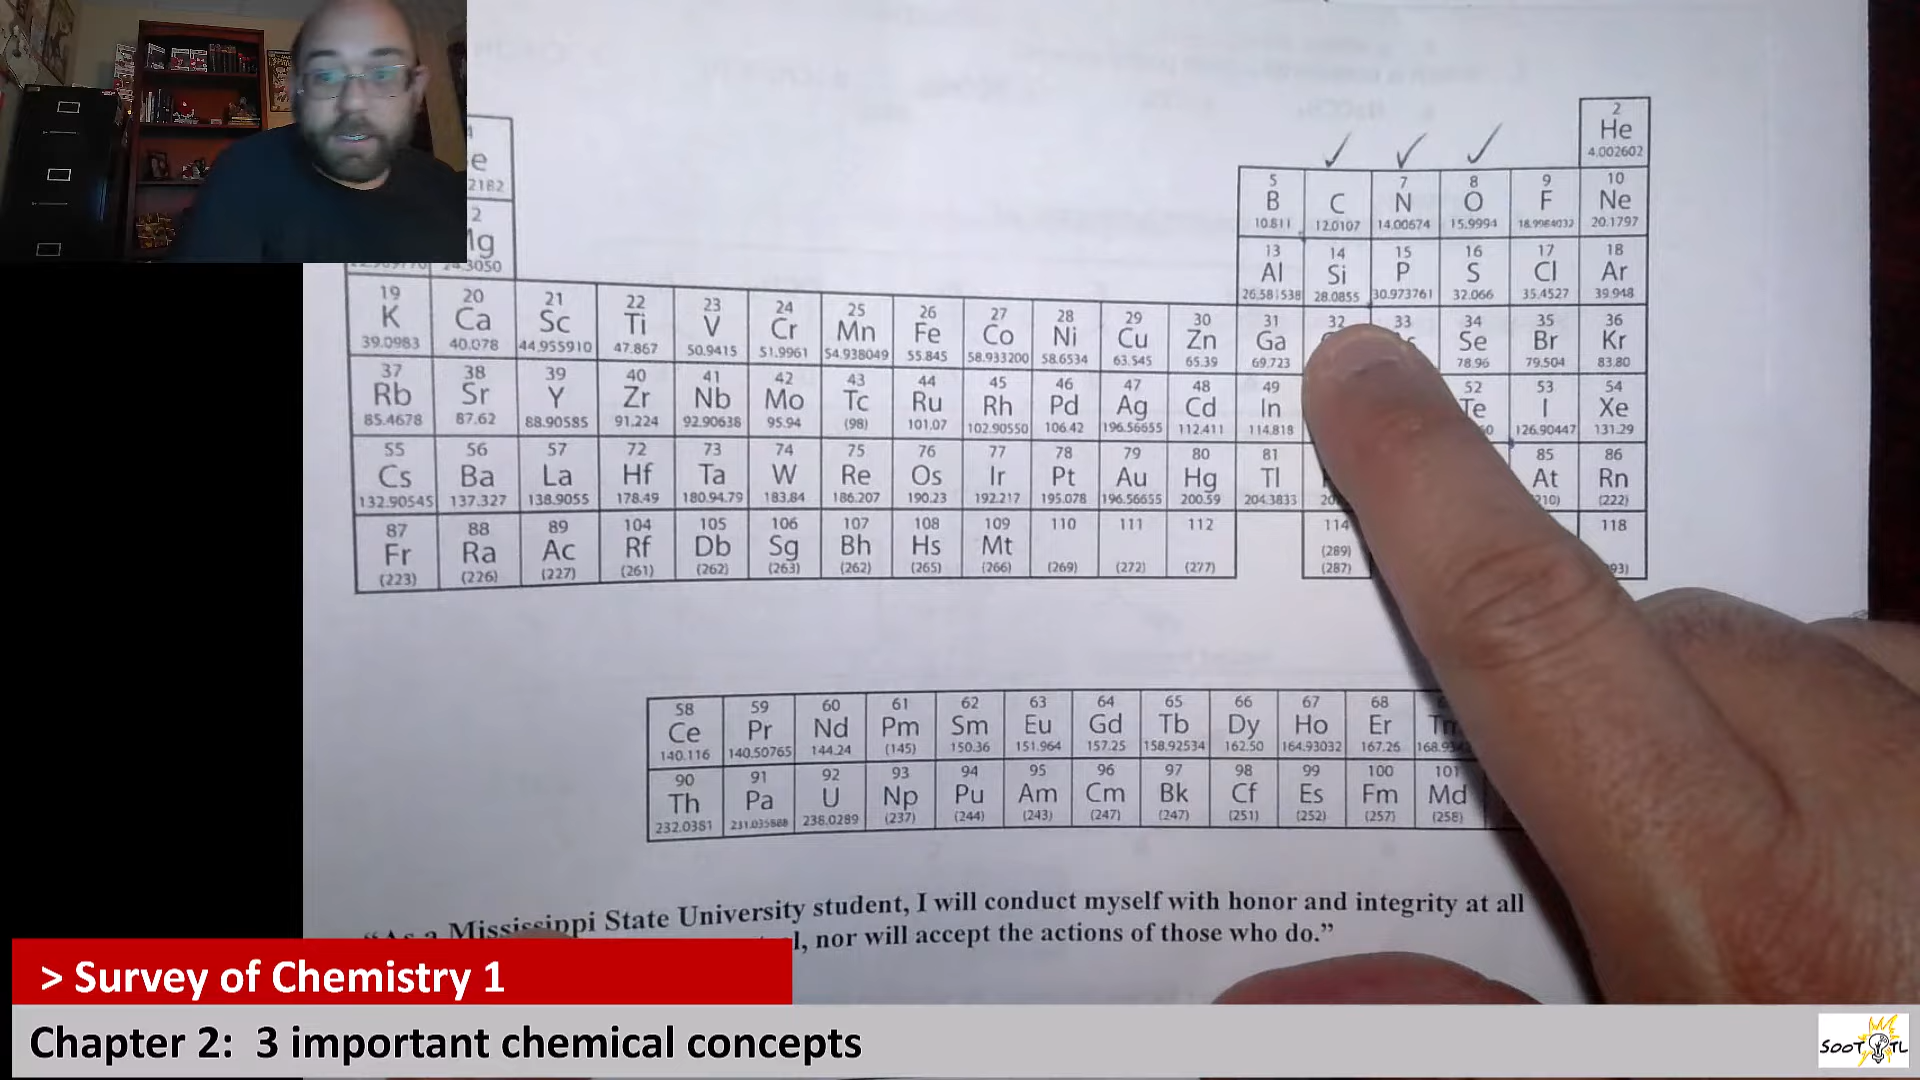 2
He
4.002602
2182
5 7 8 9 10
B C N O F Ne
10.811 12.0107 14.00674 15.9994 18.9984032 20.1797
2
13 14 15 16 17 18
Al Si P S Cl Ar
24.3050 26.581538 28.0855 30.973761 32.066 35.4527 39.948
19 20 21 22 23 24 25 26 27 28 29 30 31 32 33 34 35 36
K Ca Sc Ti V Cr Mn Fe Co Ni Cu Zn Ga Se Br Kr
39.0983 40.078 44.955910 47.867 50.9415 51.9961 54.938049 55.845 58.933200 58.6534 63.545 65.39 69.723 78.96 79.504 83.80
37 38 39 40 41 42 43 44 45 46 47 48 49 52 53 54
Rb Sr Y Zr Nb Mo Tc Ru Rh Pd Ag Cd In Te I Xe
85.4678 87.62 88.90585 91.224 92.90638 95.94 (98) 101.07 102.90550 106.42 196.56655 112.411 114.818 126.90447 131.29
55 56 57 72 73 74 75 76 77 78 79 80 81 85 86
Cs Ba La Hf Ta W Re Os Ir Pt Au Hg Tl At Rn
132.90545 137.327 138.9055 178.49 180.94.79 183.84 186.207 190.23 192.217 195.078 196.56655 200.59 204.3833 (222)
87 88 89 104 105 106 107 108 109 110 111 112 114 118
Fr Ra Ac Rf Db Sg Bh Hs Mt
(289)
(223) (226) (227) (261) (262) (263) (262) (265) (266) (269) (272) (277) (287)
58 59 60 61 62 63 64 65 66 67 68
Ce Pr Nd Pm Sm Eu Gd Tb Dy Ho Er
140.116 140.50765 144.24 (145) 150.36 151.964 157.25 158.92534 162.50 164.93032 167.26
90 91 92 93 94 95 96 97 98 99 100 101
Th Pa U Np Pu Am Cm Bk Cf Es Fm Md
232.0381 231.035888 238.0289 (237) (244) (243) (247) (247) (251) (252) (257) (258)
“As a Mississippi State University student, I will conduct myself with honor and integrity at all
nor will accept the actions of those who do.”
> Survey of Chemistry 1
Chapter 2: 3 important chemical concepts
SOOTTL